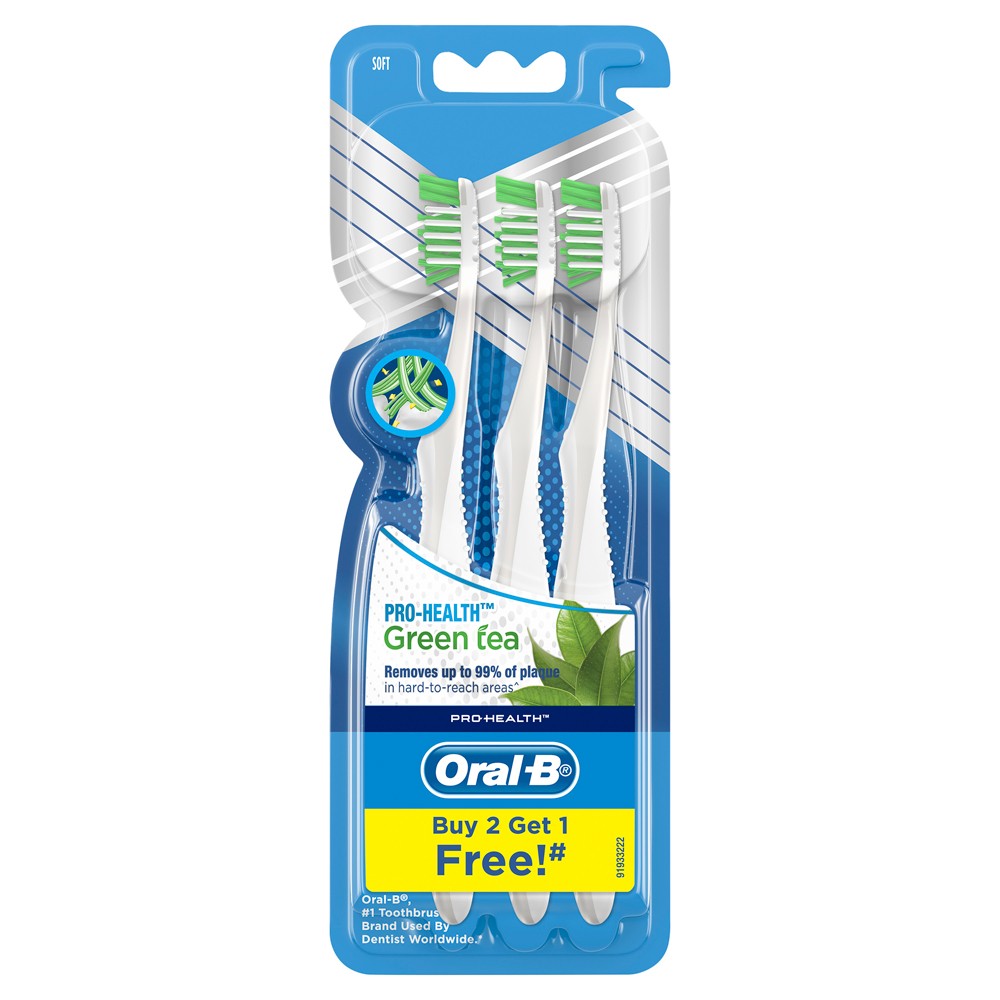 SOFT
PRO-HEALTH™
Green tea
Removes up to 99% of plaque
in hard-to-reach areas^
PRO-HEALTH™
Oral-B®
Buy 2 Get 1
Free!#
91933222
Oral-B®,
#1 Toothbrus
Brand Used By
Dentist Worldwide.*